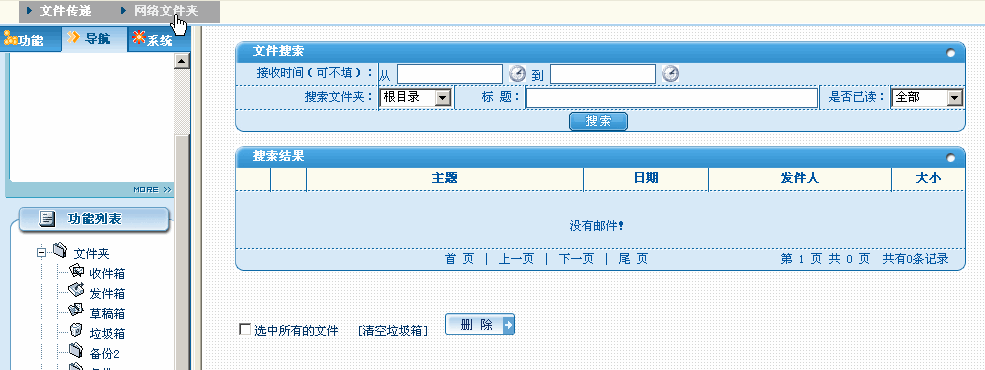 文件传递 网络文件夹
功能 导航 系统
MORE >>
功能列表
文件夹
收件箱
发件箱
草稿箱
垃圾箱
备份2
文件搜索
接收时间（可不填）： 从 到
搜索文件夹： 根目录 标 题： 是否已读： 全部
搜索
搜索结果
主题 日期 发件人 大小
没有邮件!
首 页 | 上一页 | 下一页 | 尾 页 第 1 页 共 0 页 共有0条记录
选中所有的文件 [清空垃圾箱] 删 除